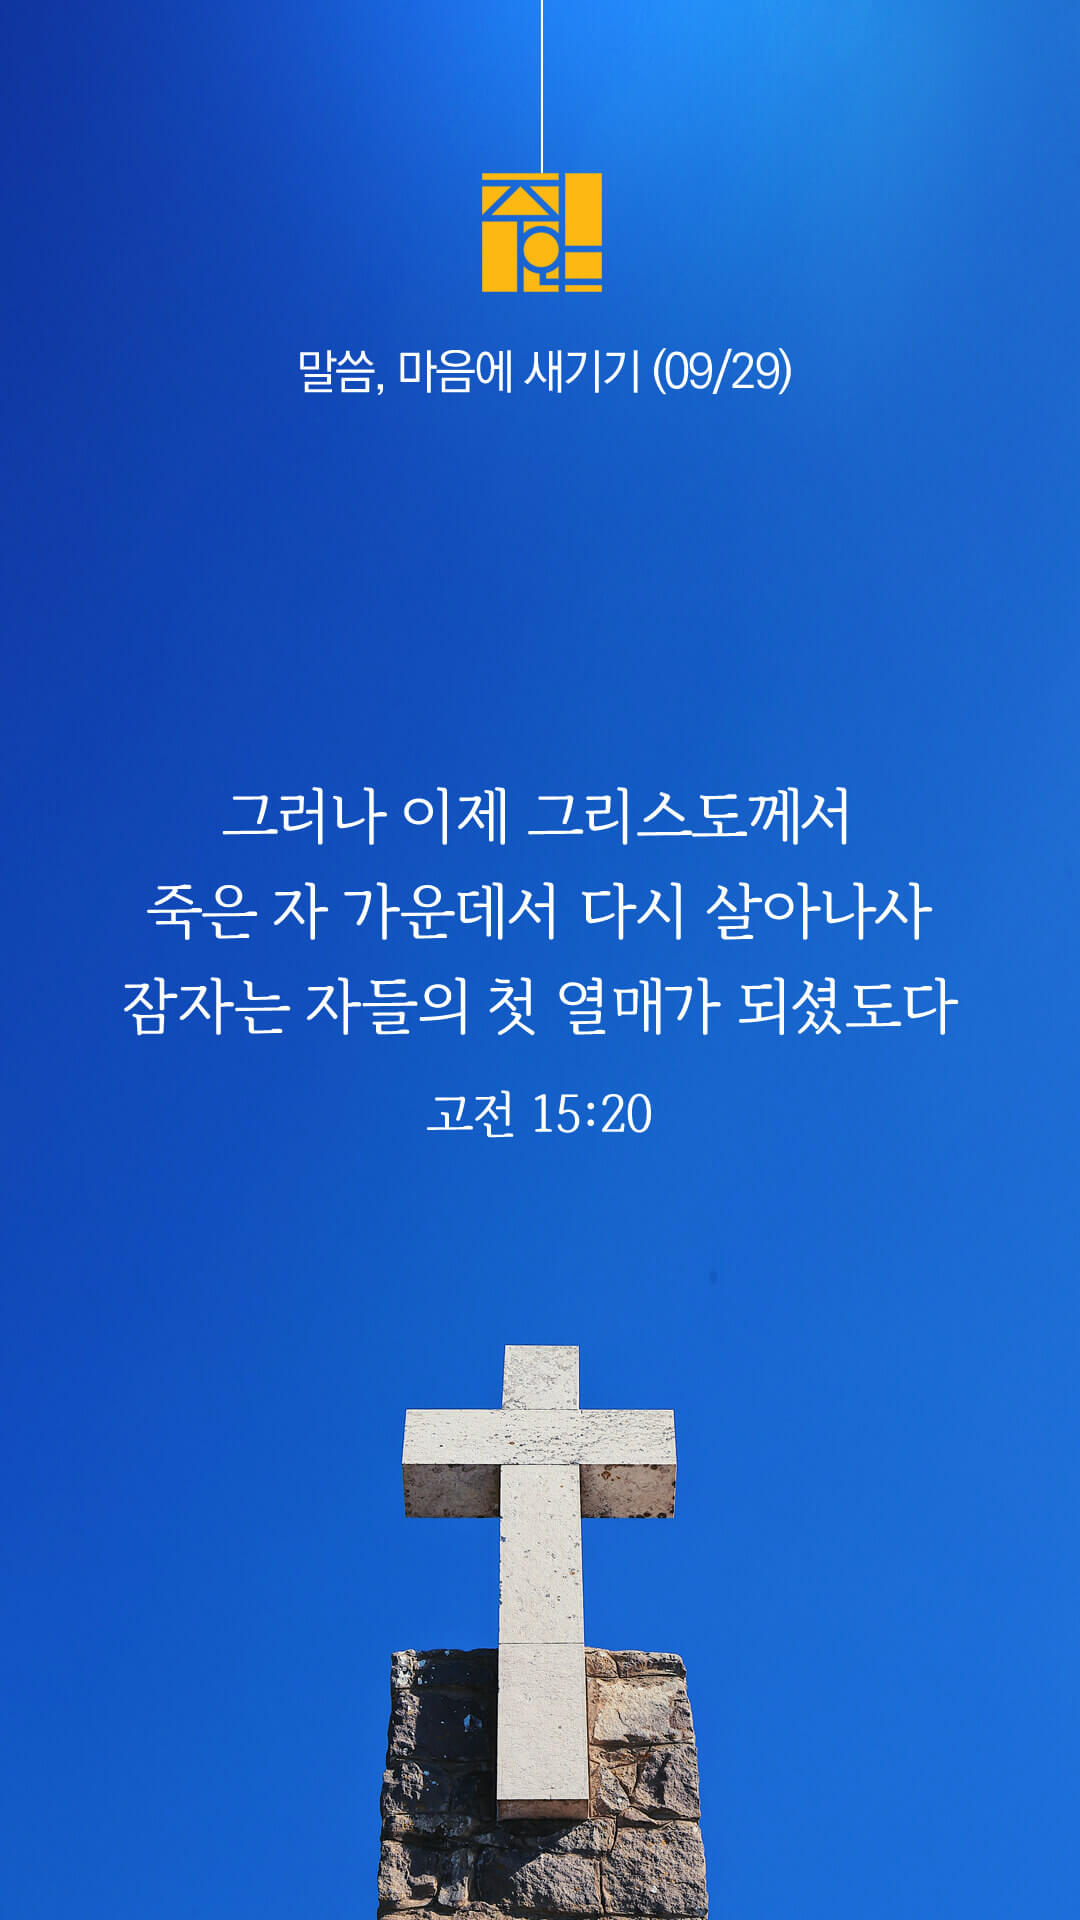 말씀, 마음에 새기기 (09/29)
그러나 이제 그리스도께서
죽은 자 가운데서 다시 살아나사
잠자는 자들의 첫 열매가 되셨도다
고전 15:20